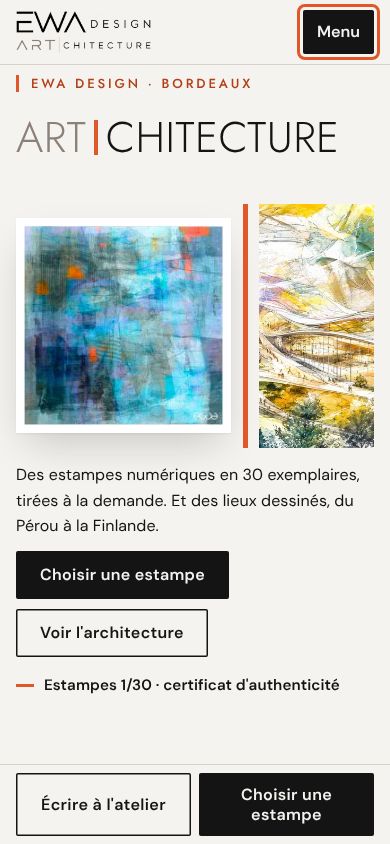 EWA DESIGN
ART|CHITECTURE
Menu
EWA DESIGN · BORDEAUX
ART|CHITECTURE
Des estampes numériques en 30 exemplaires,
tirées à la demande. Et des lieux dessinés, du
Pérou à la Finlande.
Choisir une estampe
Voir l'architecture
Estampes 1/30 · certificat d'authenticité
Écrire à l'atelier
Choisir une
estampe